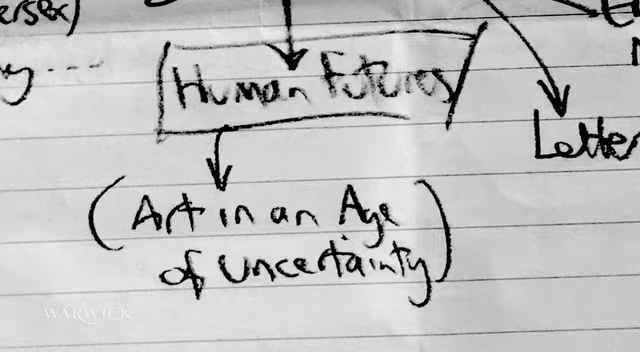 Human Futures
Letter
(Art in an Age
of uncertainty)
WARWICK